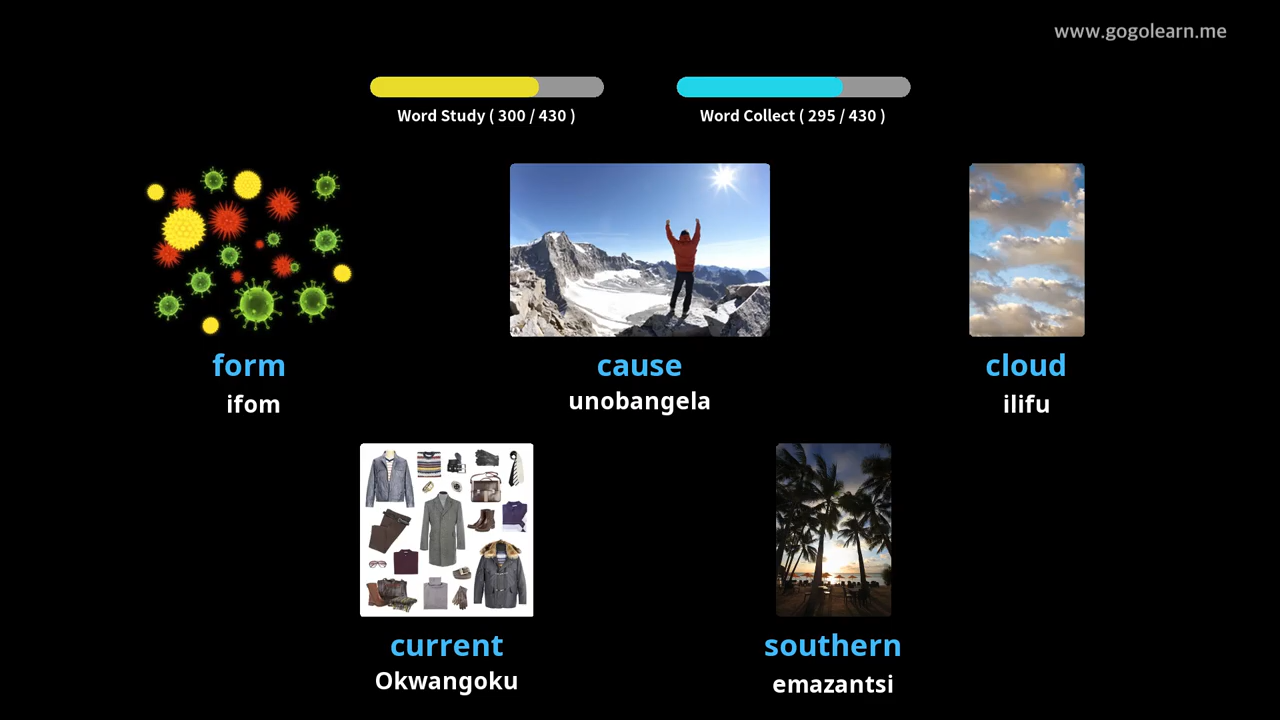 www.gogolearn.me
Word Study ( 300 / 430 )
Word Collect ( 295 / 430 )
form
ifom
cause
unobangela
cloud
ilifu
current
Okwangoku
southern
emazantsi